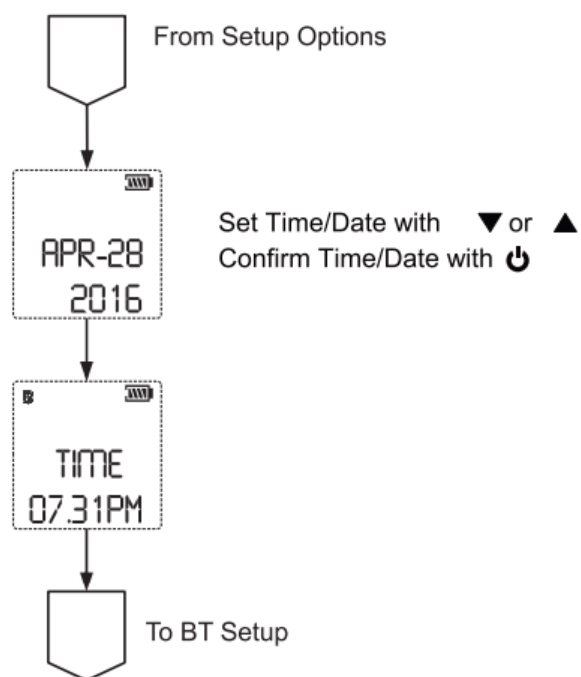 From Setup Options
APR-28
2016
Set Time/Date with ▼ or ▲
Confirm Time/Date with ⏻
TIME
07.31PM
To BT Setup